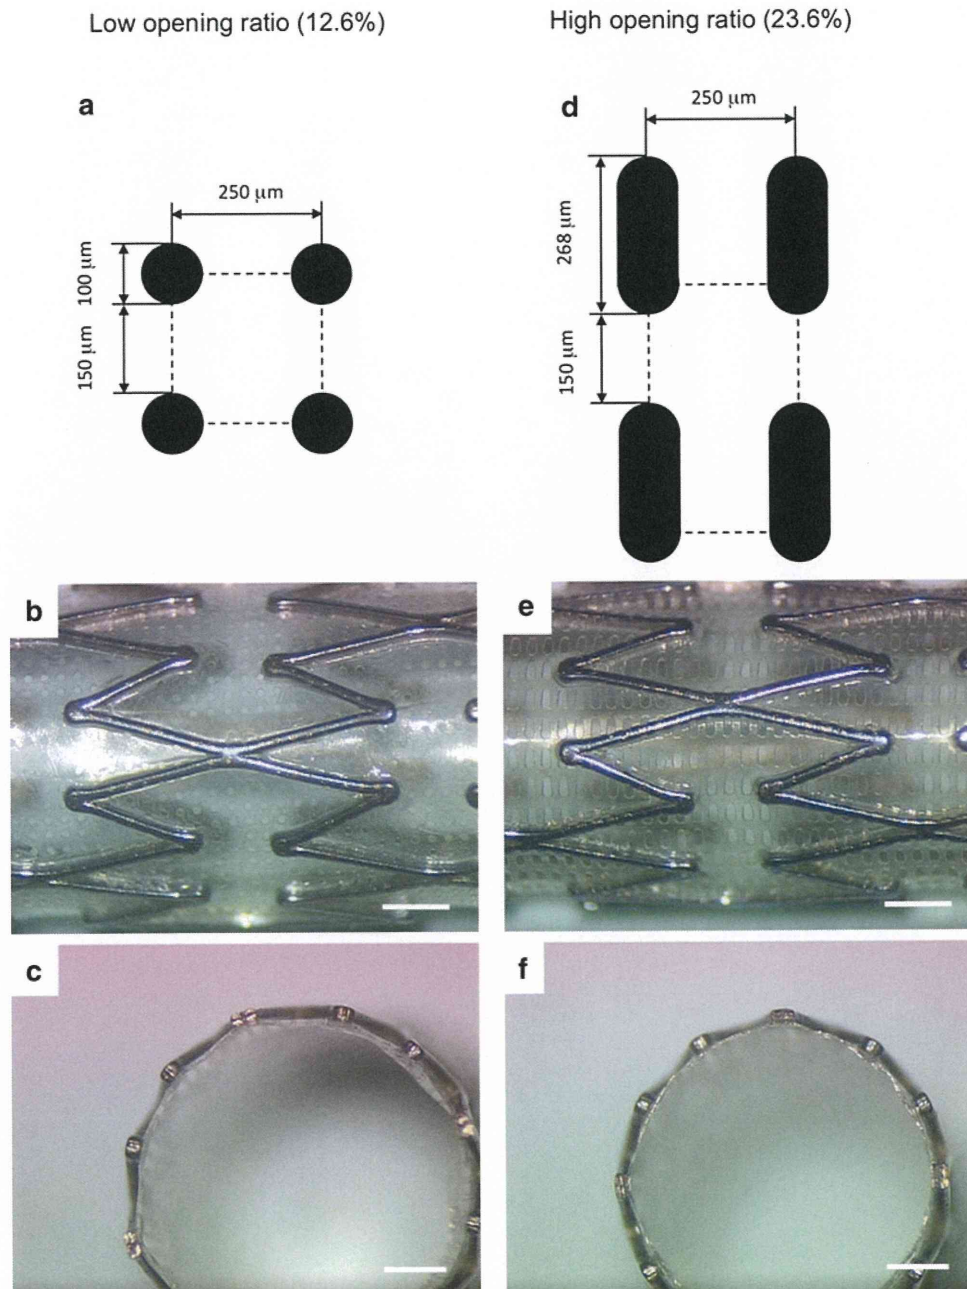 Low opening ratio (12.6%)
High opening ratio (23.6%)
a
250 µm
100 µm
150 µm
d
250 µm
268 µm
150 µm
b
e
c
f